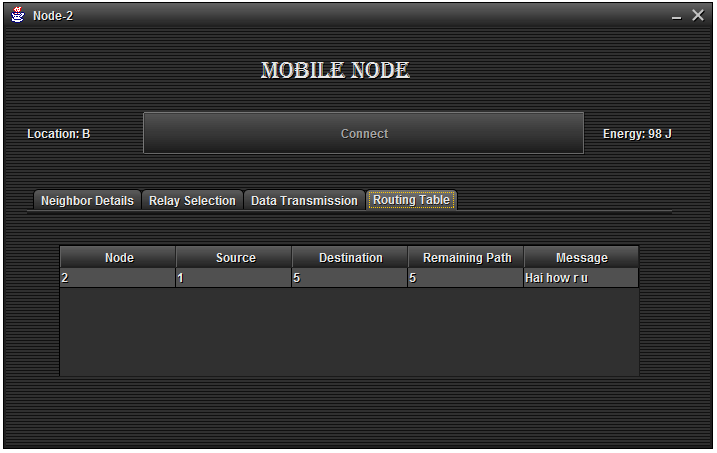 Node-2
MOBILE NODE
Location: B Connect Energy: 98 J
Neighbor Details Relay Selection Data Transmission Routing Table
Node Source Destination Remaining Path Message
2 1 5 5 Hai how r u